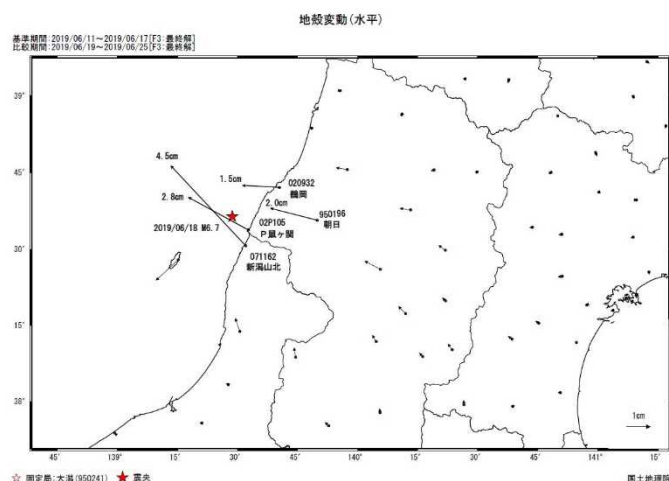 地殻変動(水平)
基準期間:2019/06/11～2019/06/17[F3:最終解]
比較期間:2019/06/19～2019/06/25[F3:最終解]
39°
4.5cm
45'
1.5cm
020932
鶴岡
2.8cm
2.0cm
950196
朝日
02P105
P鼠ヶ関
2019/06/18 M6.7
30'
071162
新潟山北
15'
38°
1cm
45' 139° 15' 30' 45' 140° 15' 30' 45' 141° 15'
☆ 固定局:大潟(950241) ★ 震央
国土地理院